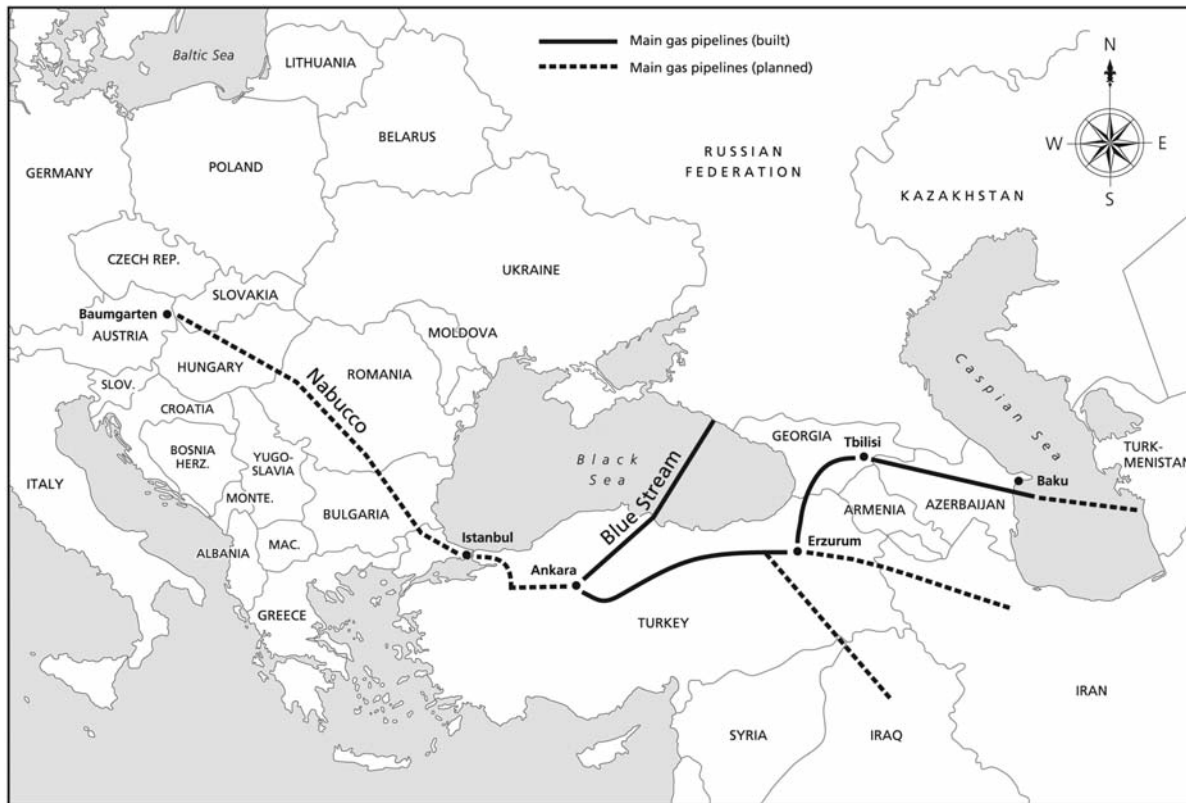 Baltic Sea
Main gas pipelines (built)
Main gas pipelines (planned)
N
W
E
S
LITHUANIA
BELARUS
RUSSIAN
FEDERATION
KAZAKHSTAN
GERMANY
POLAND
CZECH REP.
UKRAINE
SLOVAKIA
Baumgarten
AUSTRIA
MOLDOVA
HUNGARY
ROMANIA
Nabucco
SLOV.
CROATIA
BOSNIA
HERZ.
YUGO-
SLAVIA
ITALY
MONTE.
BULGARIA
ALBANIA
MAC.
GREECE
Black
Sea
Blue Stream
Caspian Sea
GEORGIA
Tbilisi
TURK-
MENISTAN
Baku
ARMENIA
AZERBAIJAN
Istanbul
Ankara
Erzurum
TURKEY
SYRIA
IRAQ
IRAN